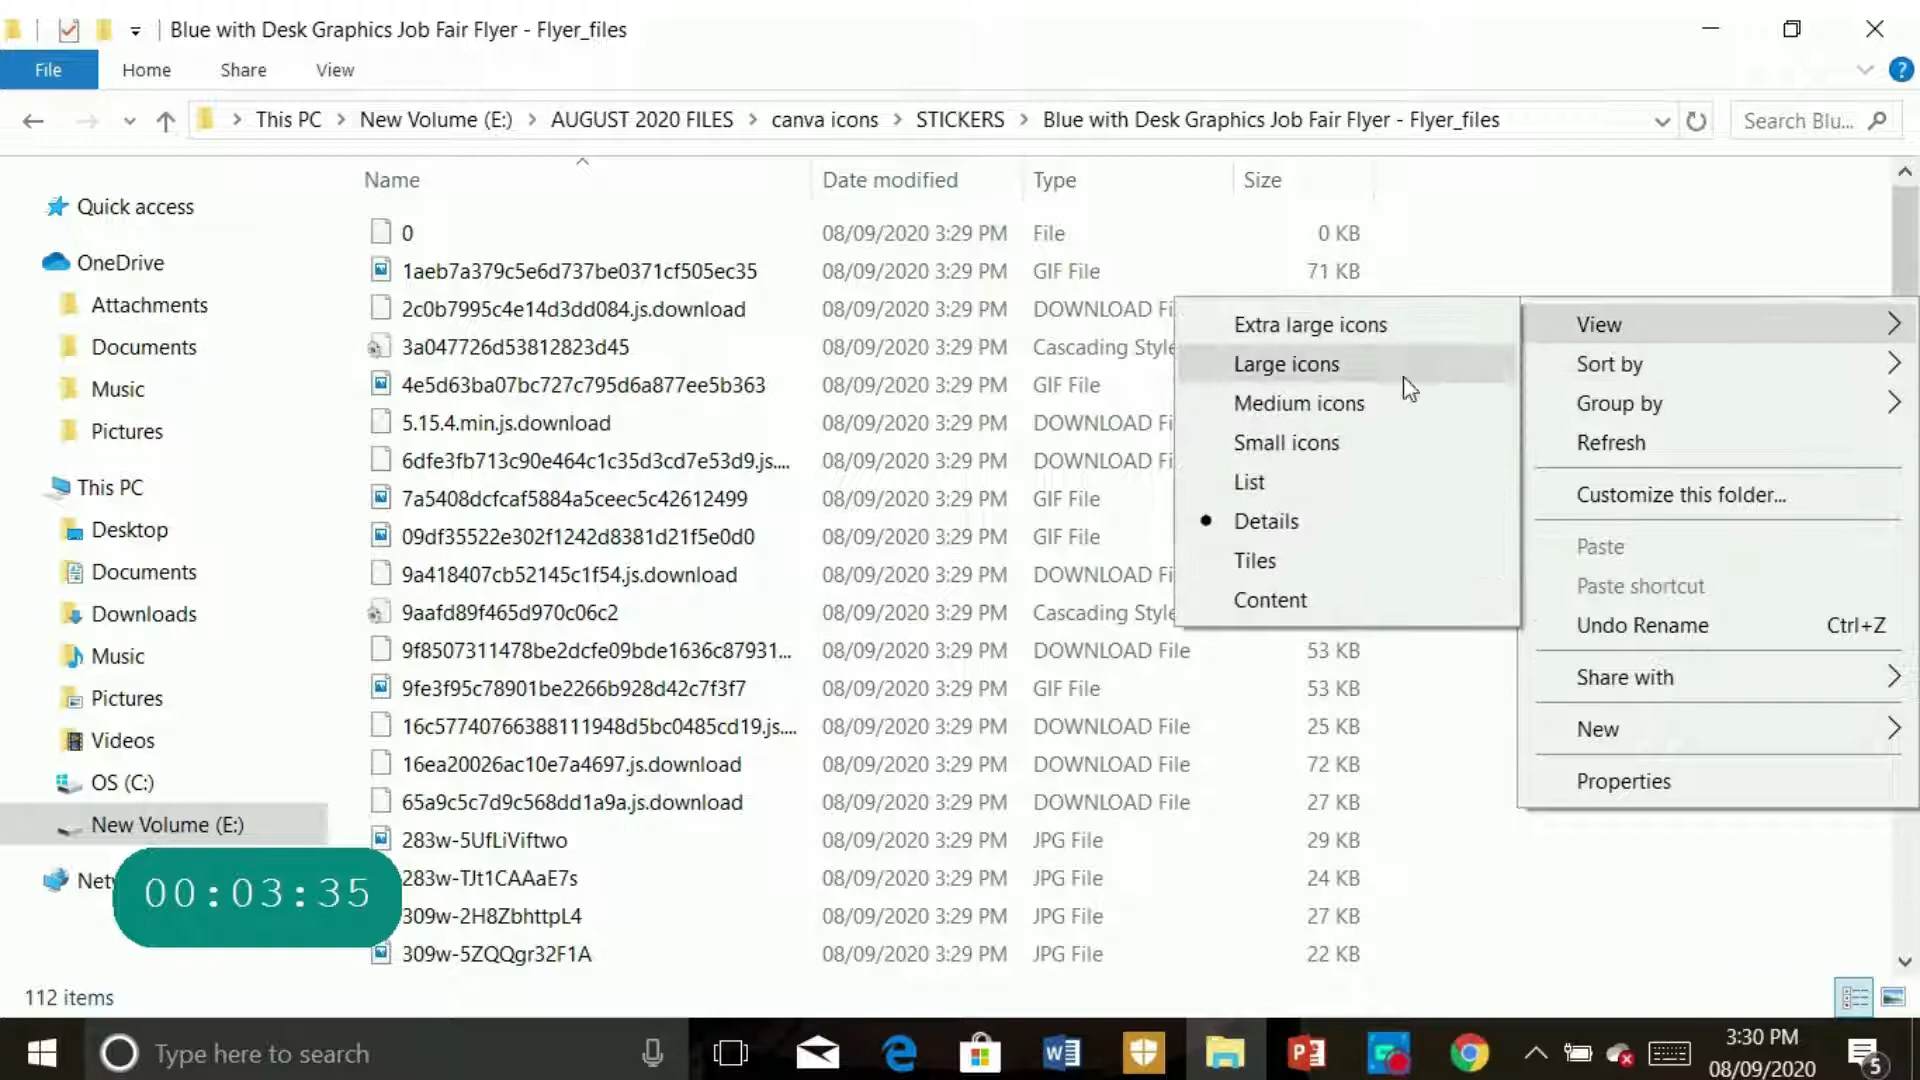 Blue with Desk Graphics Job Fair Flyer - Flyer_files
File Home Share View
This PC New Volume (E:) AUGUST 2020 FILES canva icons STICKERS Blue with Desk Graphics Job Fair Flyer - Flyer_files Search Blu...
Name Date modified Type Size
Quick access
OneDrive
Attachments
Documents
Music
Pictures
This PC
Desktop
Documents
Downloads
Music
Pictures
Videos
OS (C:)
New Volume (E:)
Net
0 08/09/2020 3:29 PM File 0 KB
1aeb7a379c5e6d737be0371cf505ec35 08/09/2020 3:29 PM GIF File 71 KB
2c0b7995c4e14d3dd084.js.download 08/09/2020 3:29 PM DOWNLOAD Fi
3a047726d53812823d45 08/09/2020 3:29 PM Cascading Style
4e5d63ba07bc727c795d6a877ee5b363 08/09/2020 3:29 PM GIF File
5.15.4.min.js.download 08/09/2020 3:29 PM DOWNLOAD Fi
6dfe3fb713c90e464c1c35d3cd7e53d9.js.... 08/09/2020 3:29 PM DOWNLOAD Fi
7a5408dcfcaf5884a5ceec5c42612499 08/09/2020 3:29 PM GIF File
09df35522e302f1242d8381d21f5e0d0 08/09/2020 3:29 PM GIF File
9a418407cb52145c1f54.js.download 08/09/2020 3:29 PM DOWNLOAD Fi
9aafd89f465d970c06c2 08/09/2020 3:29 PM Cascading Style
9f8507311478be2dcfe09bde1636c87931... 08/09/2020 3:29 PM DOWNLOAD File 53 KB
9fe3f95c78901be2266b928d42c7f3f7 08/09/2020 3:29 PM GIF File 53 KB
16c57740766388111948d5bc0485cd19.js.... 08/09/2020 3:29 PM DOWNLOAD File 25 KB
16ea20026ac10e7a4697.js.download 08/09/2020 3:29 PM DOWNLOAD File 72 KB
65a9c5c7d9c568dd1a9a.js.download 08/09/2020 3:29 PM DOWNLOAD File 27 KB
283w-5UfLiViftwo 08/09/2020 3:29 PM JPG File 29 KB
283w-TJt1CAAaE7s 08/09/2020 3:29 PM JPG File 24 KB
309w-2H8ZbhttpL4 08/09/2020 3:29 PM JPG File 27 KB
309w-5ZQQgr32F1A 08/09/2020 3:29 PM JPG File 22 KB
Extra large icons
Large icons
Medium icons
Small icons
List
Details
Tiles
Content
View
Sort by
Group by
Refresh
Customize this folder...
Paste
Paste shortcut
Undo Rename Ctrl+Z
Share with
New
Properties
00:03:35
112 items
Type here to search
3:30 PM
08/09/2020
5